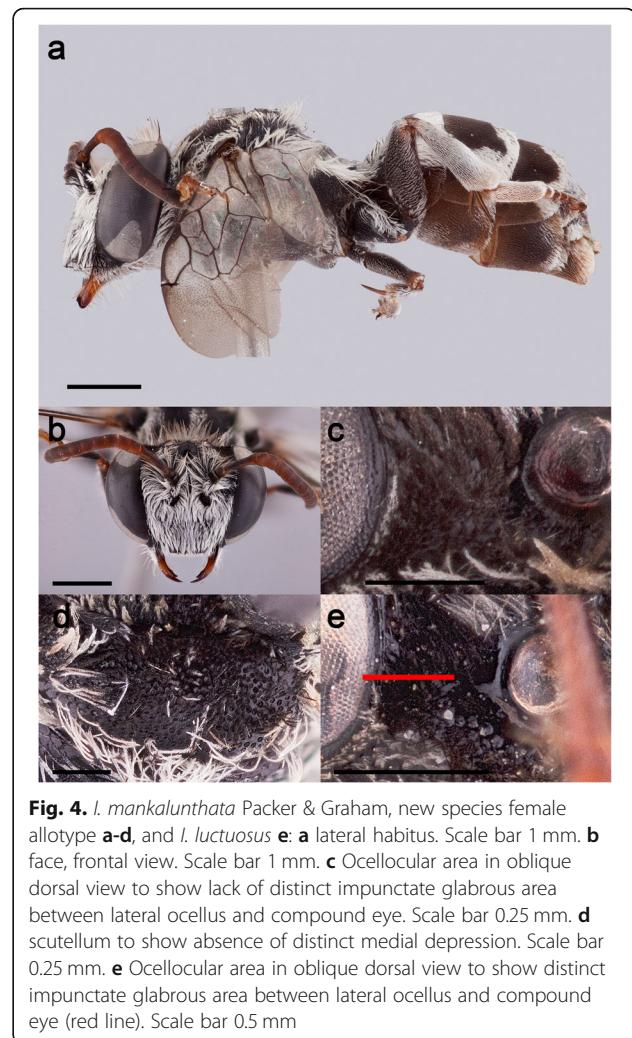 a
b
c
d
e
Fig. 4. I. mankalunthata Packer & Graham, new species female
allotype a-d, and I. luctuosus e: a lateral habitus. Scale bar 1 mm. b
face, frontal view. Scale bar 1 mm. c Ocellocular area in oblique
dorsal view to show lack of distinct impunctate glabrous area
between lateral ocellus and compound eye. Scale bar 0.25 mm. d
scutellum to show absence of distinct medial depression. Scale bar
0.25 mm. e Ocellocular area in oblique dorsal view to show distinct
impunctate glabrous area between lateral ocellus and compound
eye (red line). Scale bar 0.5 mm